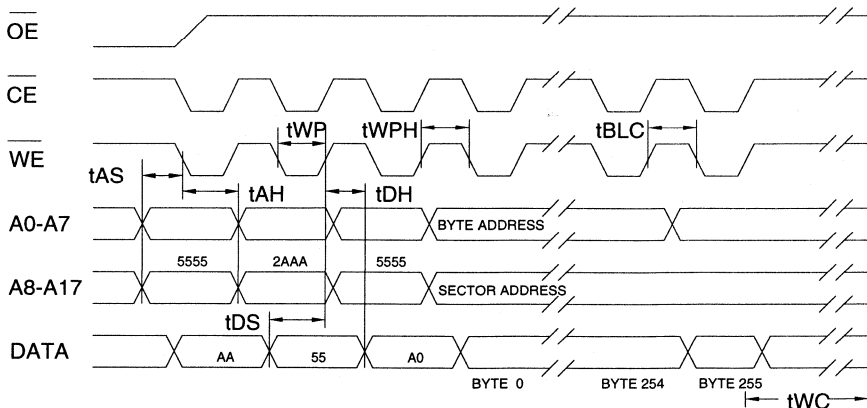 OE
CE
tWP tWPH tBLC
WE
tAS
tAH tDH
A0-A7 BYTE ADDRESS
5555 2AAA 5555
A8-A17 SECTOR ADDRESS
tDS
DATA AA 55 A0
BYTE 0 BYTE 254 BYTE 255
tWC